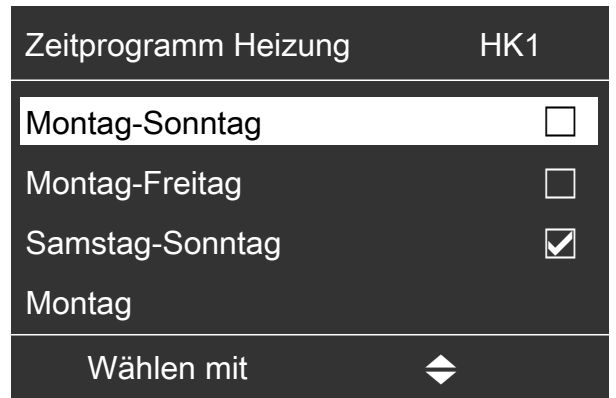 Zeitprogramm Heizung HK1
Montag-Sonntag
Montag-Freitag
Samstag-Sonntag
Montag
Wählen mit